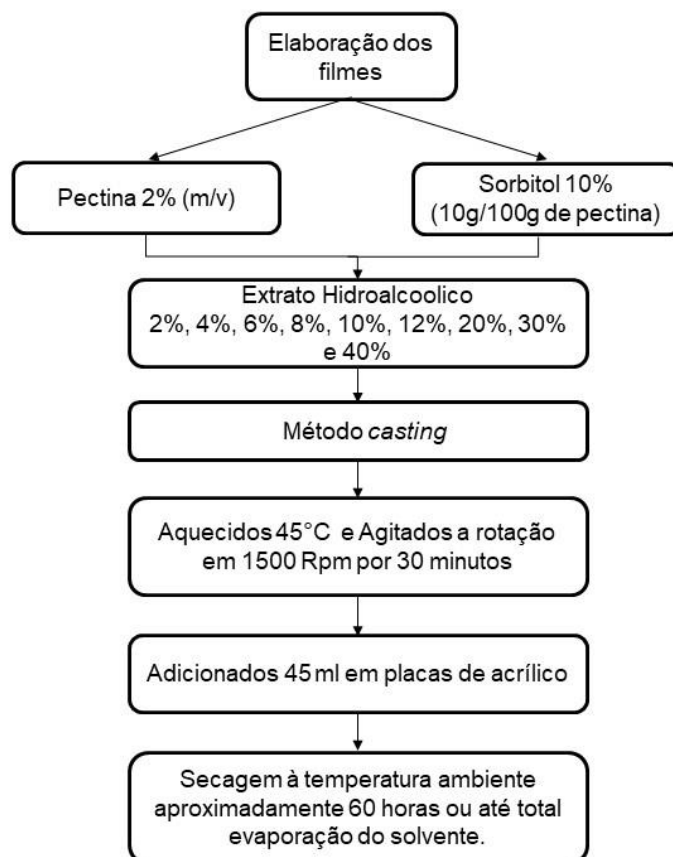 Elaboração dos
filmes
Pectina 2% (m/v)
Sorbitol 10%
(10g/100g de pectina)
Extrato Hidroalcoolico
2%, 4%, 6%, 8%, 10%, 12%, 20%, 30%
e 40%
Método casting
Aquecidos 45°C e Agitados a rotação
em 1500 Rpm por 30 minutos
Adicionados 45 ml em placas de acrílico
Secagem à temperatura ambiente
aproximadamente 60 horas ou até total
evaporação do solvente.